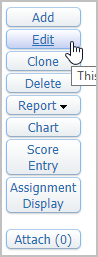 Add
Edit
Clone
This
Delete
Report
Chart
Score
Entry
Assignment
Display
Attach (0)